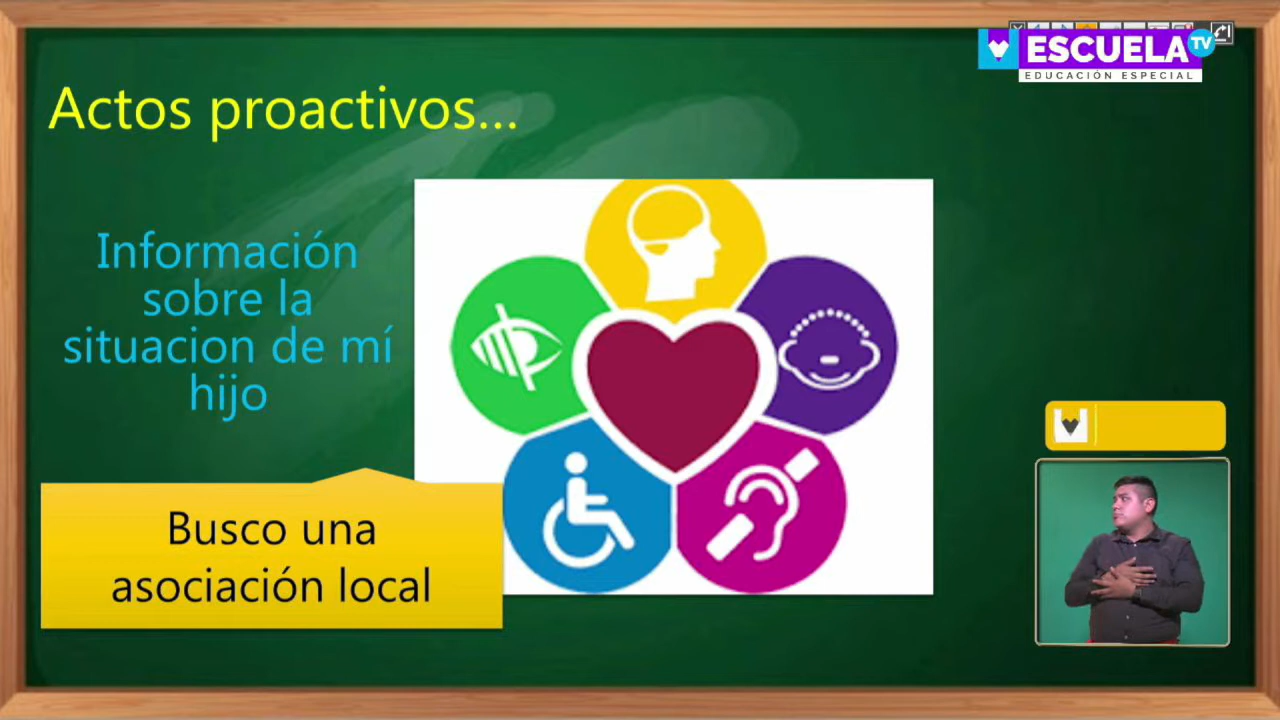 ESCUELA TV
EDUCACIÓN ESPECIAL
Actos proactivos...
Información
sobre la
situacion de mí
hijo
Busco una
asociación local